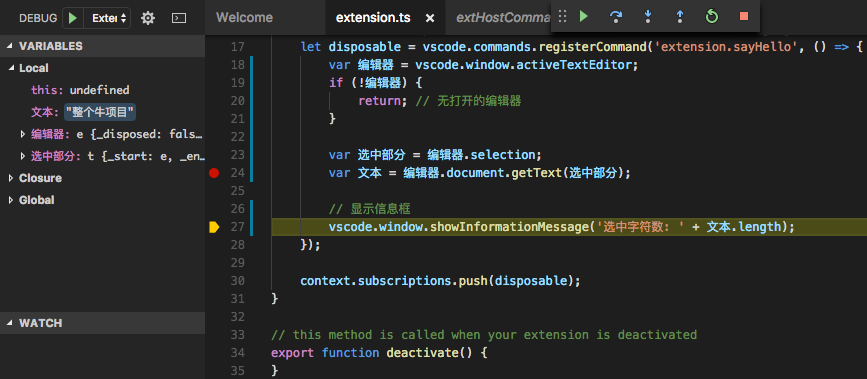 DEBUG Exter
VARIABLES
Local
this: undefined
文本: "整个牛项目"
编辑器: e {_disposed: fals…
选中部分: t {_start: e, _en…
Closure
Global
WATCH
Welcome extension.ts extHostComma
17 let disposable = vscode.commands.registerCommand('extension.sayHello', () => {
18 var 编辑器 = vscode.window.activeTextEditor;
19 if (!编辑器) {
20 return; // 无打开的编辑器
21 }
22
23 var 选中部分 = 编辑器.selection;
24 var 文本 = 编辑器.document.getText(选中部分);
25
26 // 显示信息框
27 vscode.window.showInformationMessage('选中字符数: ' + 文本.length);
28 });
29
30 context.subscriptions.push(disposable);
31 }
32
33 // this method is called when your extension is deactivated
34 export function deactivate() {
35 }